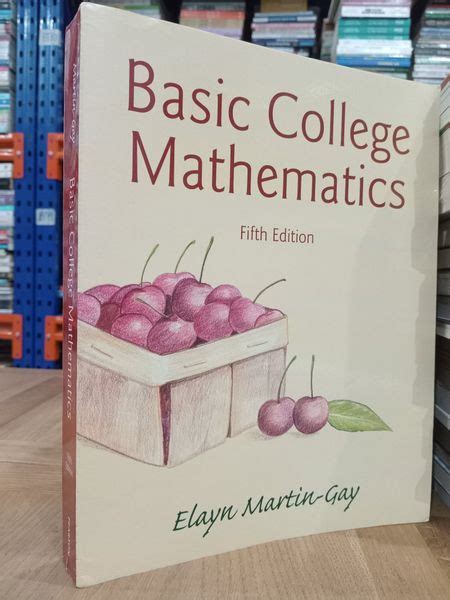 Basic College
Mathematics
Fifth Edition
Elayn Martin-Gay
Martin-Gay
Basic College Mathematics